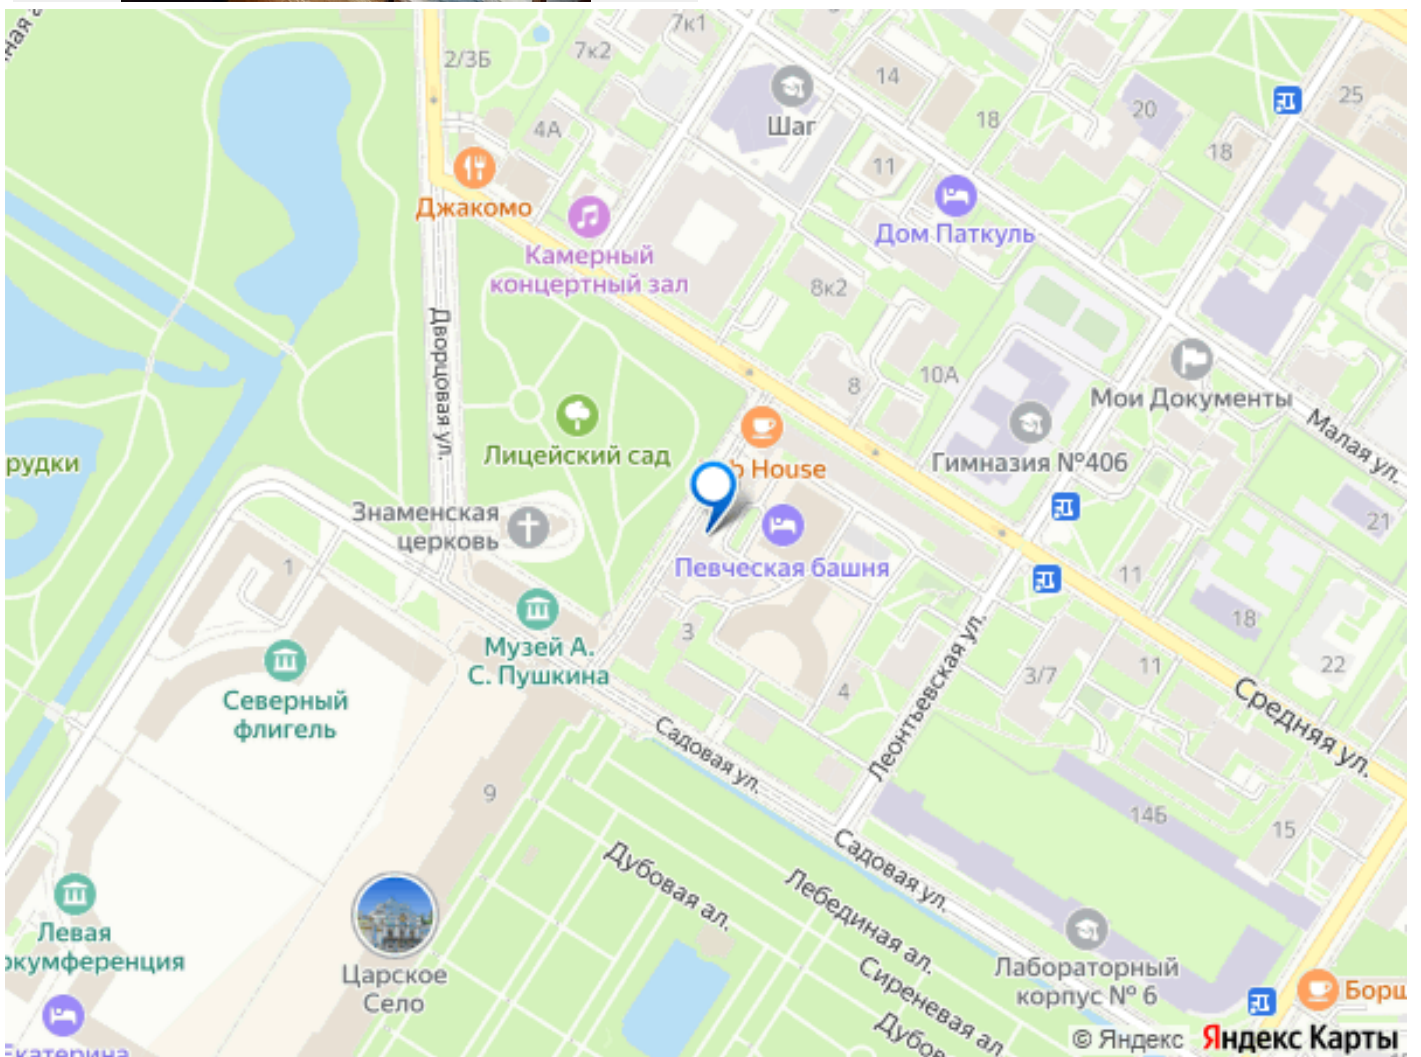 7к1
7к2
2/3Б
14
25
20
4А
Шаг
18
18
11
Джакомо
Дом Паткуль
Камерный
концертный зал
8к2
Дворцовая ул.
10А
8
Мои Документы
Малая ул.
Лицейский сад
House
Гимназия №406
рудки
Знаменская
церковь
21
1
Певческая башня
11
18
3
Музей А.
С. Пушкина
11
22
3/7
4
Леонтьевская ул.
Северный
флигель
Средняя ул.
Садовая ул.
9
14Б
15
Садовая ул.
Дубовая ал.
Лебединая ал.
Левая
окумференция
Царское
Село
Сиреневая ал.
Лабораторный
корпус № 6
Борщ
Дубов
© Яндекс Яндекс Карты
Екатерина